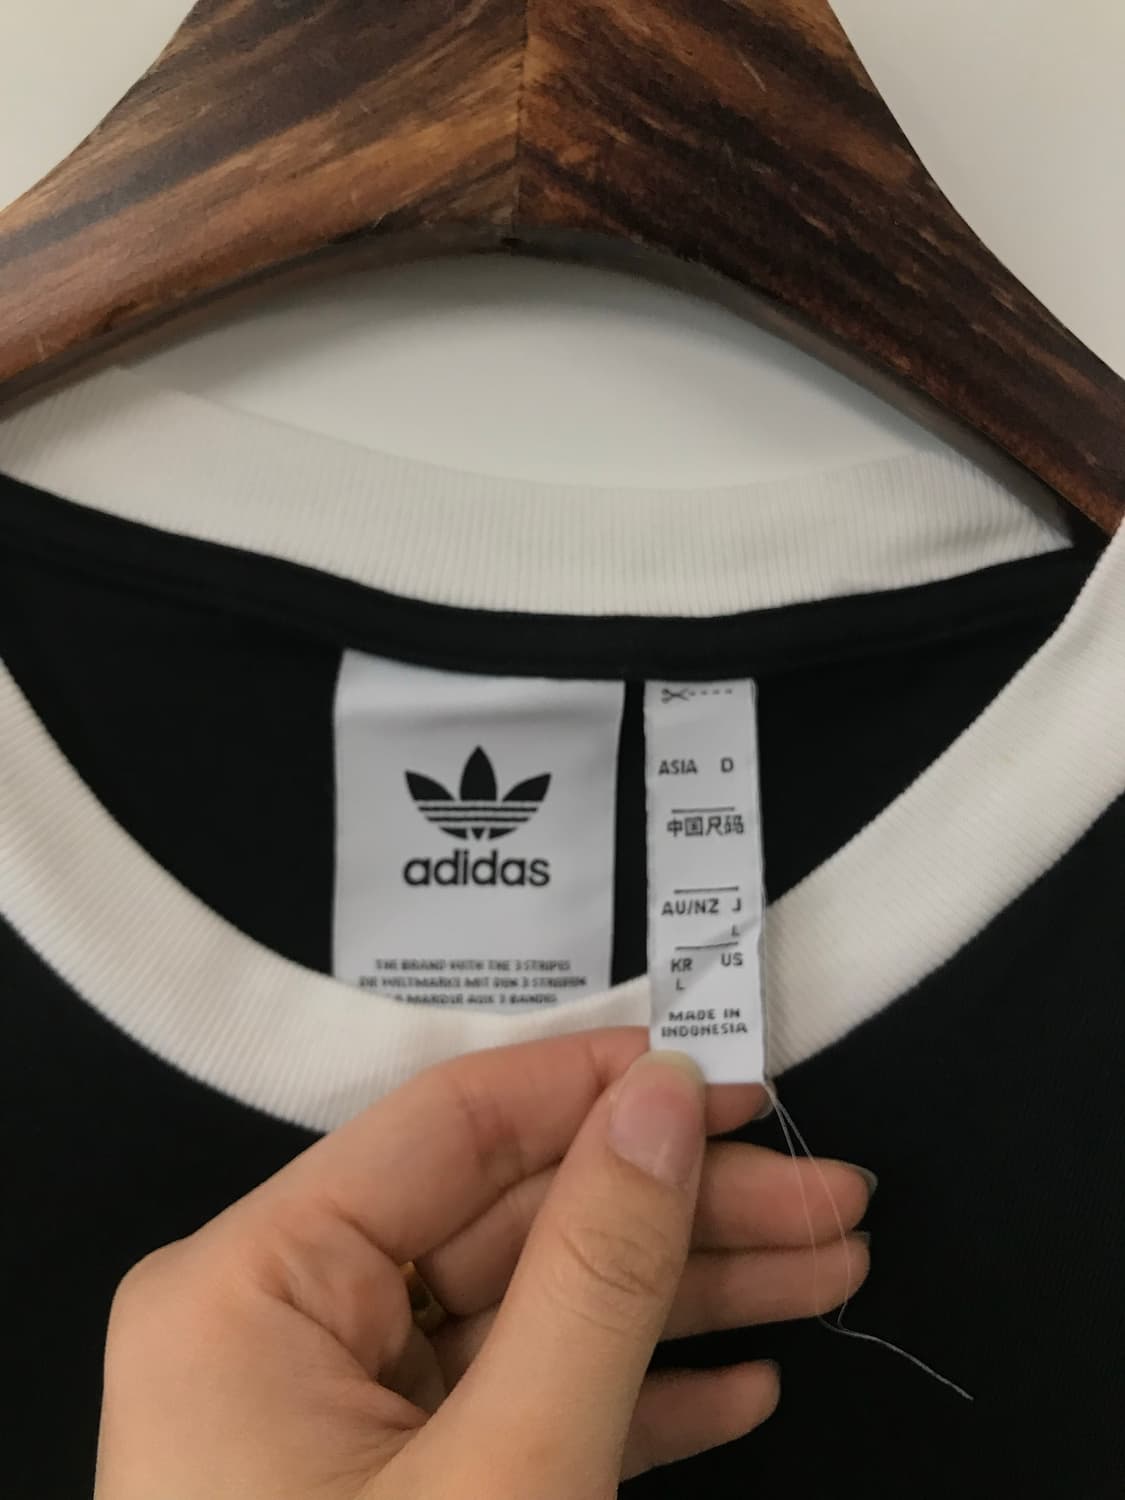 adidas
THE BRAND WITH THE 3 STRIPES
DIE WELTMARKE MIT DEN 3 STREIFEN
MARQUE AUX 3 BANDES
ASIA D
中国尺码
AU/NZ J
L
KR US
L
MADE IN
INDONESIA